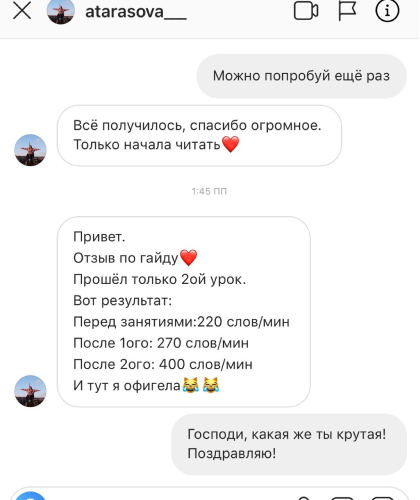 atarasova___
Можно попробуй ещё раз
Всё получилось, спасибо огромное.
Только начала читать❤️
1:45 ПП
Привет.
Отзыв по гайду❤️
Прошёл только 2ой урок.
Вот результат:
Перед занятиями:220 слов/мин
После 1ого: 270 слов/мин
После 2ого: 400 слов/мин
И тут я офигела😹😹
Господи, какая же ты крутая!
Поздравляю!